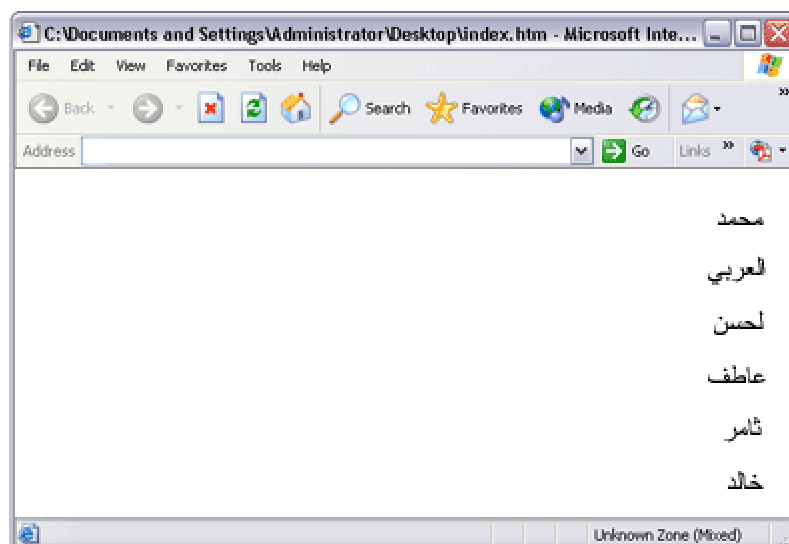 C:\Documents and Settings\Administrator\Desktop\index.htm - Microsoft Inte...
File Edit View Favorites Tools Help
Back Search Favorites Media
Address Go Links
محمد
العربي
لحسن
عاطف
ثامر
خالد
Unknown Zone (Mixed)